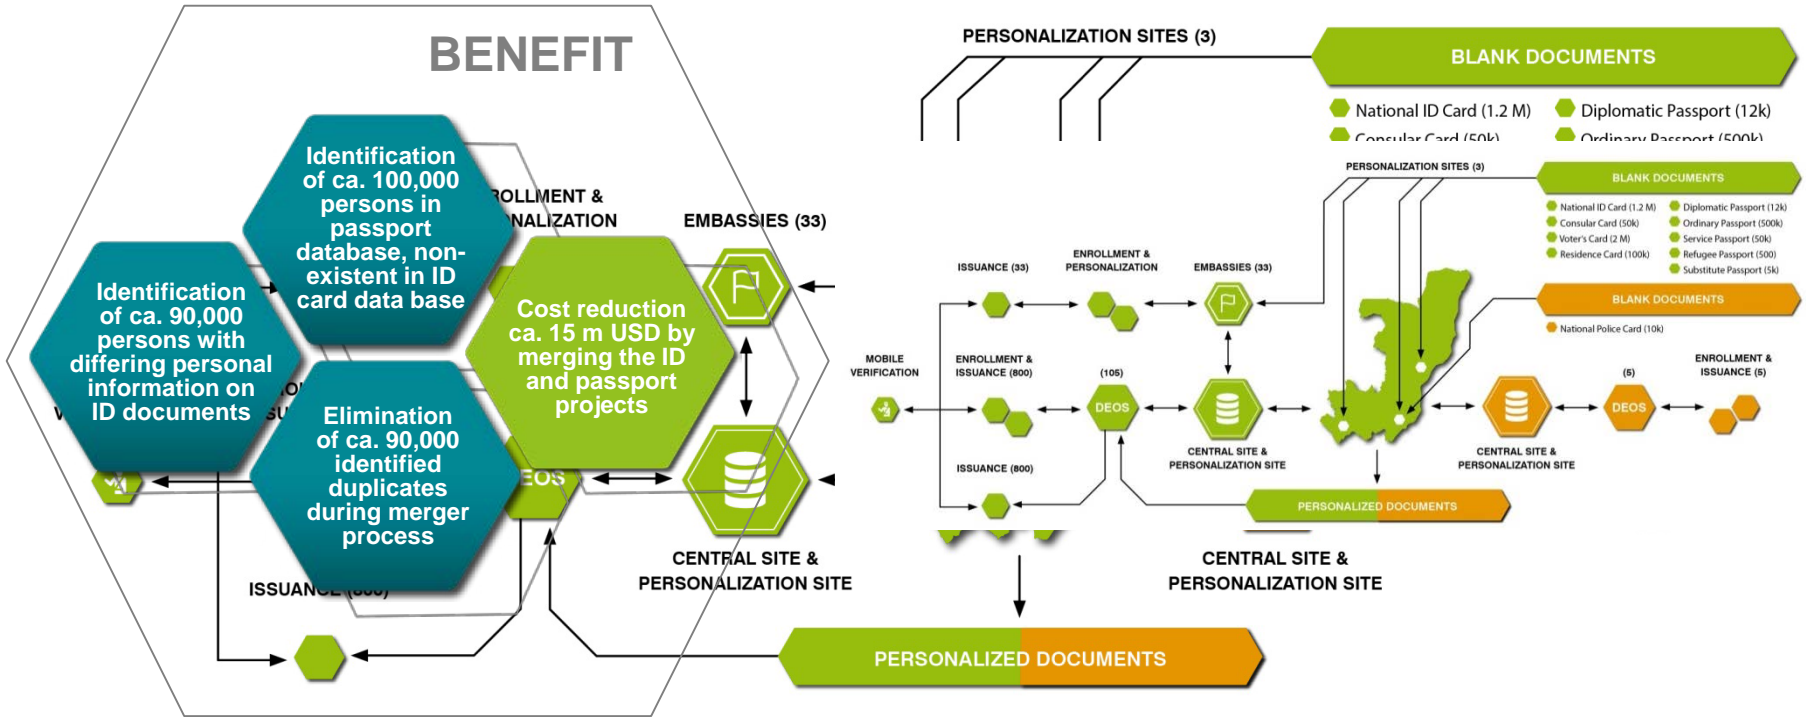 BENEFIT
Identification
of ca. 100,000
persons in
passport
database, non-
existent in ID
card data base
Identification
of ca. 90,000
persons with
differing personal
information on
ID documents
Cost reduction
ca. 15 m USD by
merging the ID
and passport
projects
Elimination
of ca. 90,000
identified
duplicates
during merger
process
EMBASSIES (33)
CENTRAL SITE &
PERSONALIZATION SITE
PERSONALIZATION SITES (3)
BLANK DOCUMENTS
National ID Card (1.2 M)
Diplomatic Passport (12k)
Consular Card (50k)
Ordinary Passport (500k)
PERSONALIZATION SITES (3)
BLANK DOCUMENTS
National ID Card (1.2 M)
Diplomatic Passport (12k)
Consular Card (50k)
Ordinary Passport (500k)
Voter's Card (2 M)
Service Passport (50k)
Residence Card (100k)
Refugee Passport (500)
Substitute Passport (5k)
BLANK DOCUMENTS
National Police Card (10k)
ISSUANCE (33)
ENROLLMENT &
PERSONALIZATION
EMBASSIES (33)
MOBILE
VERIFICATION
ENROLLMENT &
ISSUANCE (800)
(105)
DEOS
CENTRAL SITE &
PERSONALIZATION SITE
ISSUANCE (800)
CENTRAL SITE &
PERSONALIZATION SITE
(5)
DEOS
ENROLLMENT &
ISSUANCE (5)
PERSONALIZED DOCUMENTS
CENTRAL SITE &
PERSONALIZATION SITE
PERSONALIZED DOCUMENTS